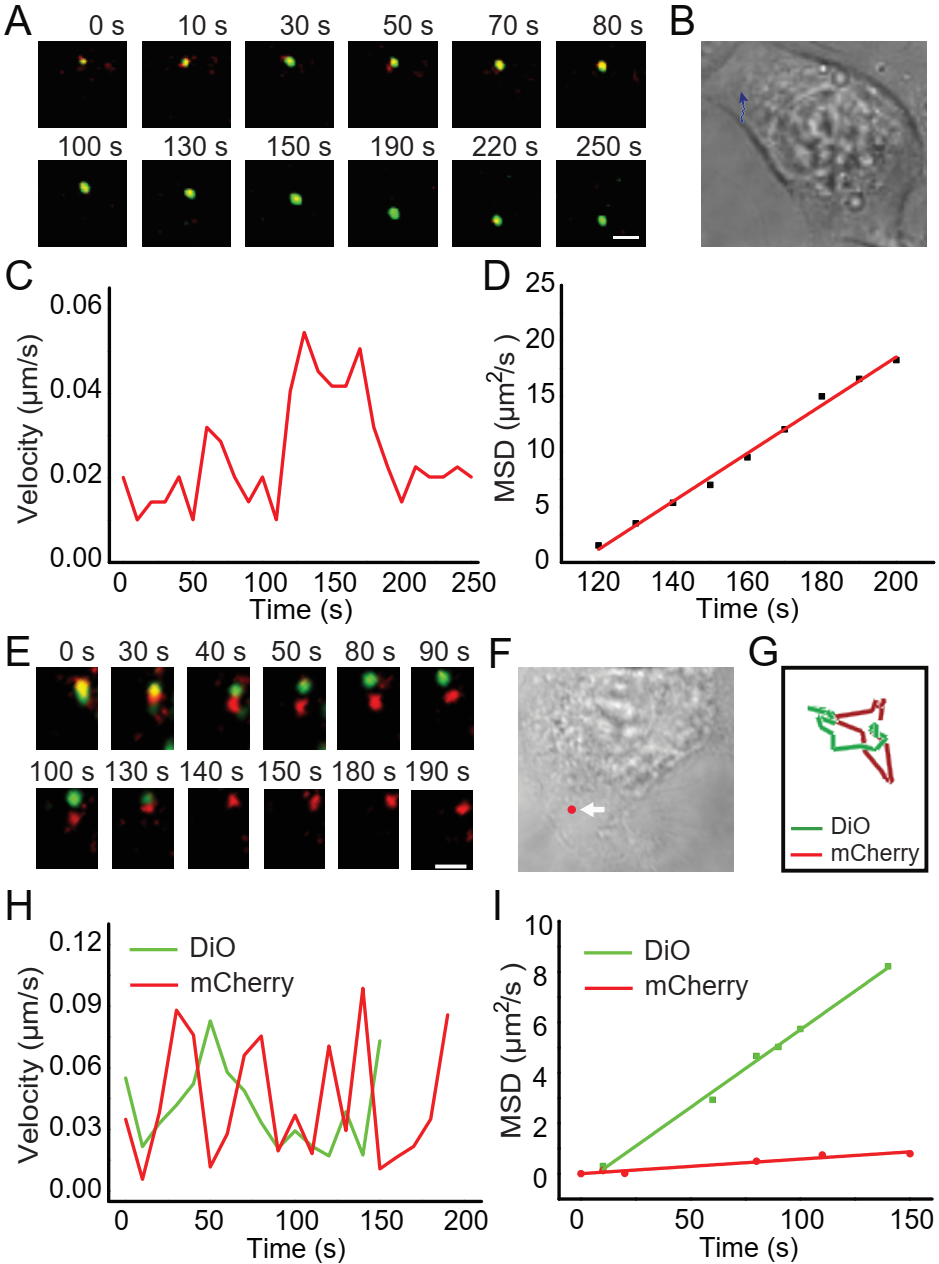 A
0 s 10 s 30 s 50 s 70 s 80 s
100 s 130 s 150 s 190 s 220 s 250 s
B
C
Velocity (μm/s)
0.06
0.04
0.02
0.00
0 50 100 150 200 250
Time (s)
D
MSD (μm²/s )
25
20
15
10
5
0
120 140 160 180 200
Time (s)
E
0 s 30 s 40 s 50 s 80 s 90 s
100 s 130 s 140 s 150 s 180 s 190 s
F
G
DiO
mCherry
H
Velocity (μm/s)
0.12
0.09
0.06
0.03
0.00
DiO
mCherry
0 50 100 150 200
Time (s)
I
MSD (μm²/s )
10
8
6
4
2
0
DiO
mCherry
0 50 100 150
Time (s)